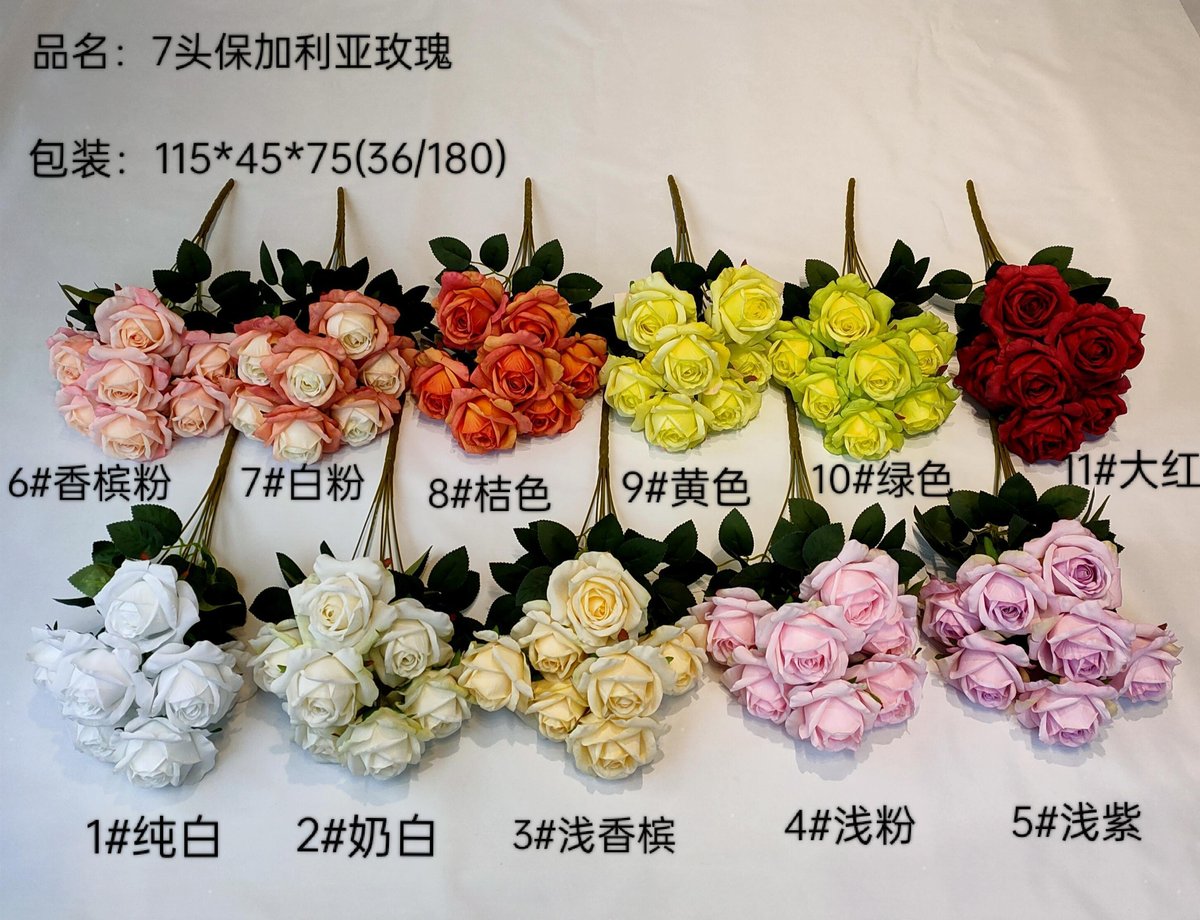 品名：7头保加利亚玫瑰
包装：115*45*75(36/180)
6#香槟粉
7#白粉
8#桔色
9#黄色
10#绿色
11#大红
1#纯白
2#奶白
3#浅香槟
4#浅粉
5#浅紫